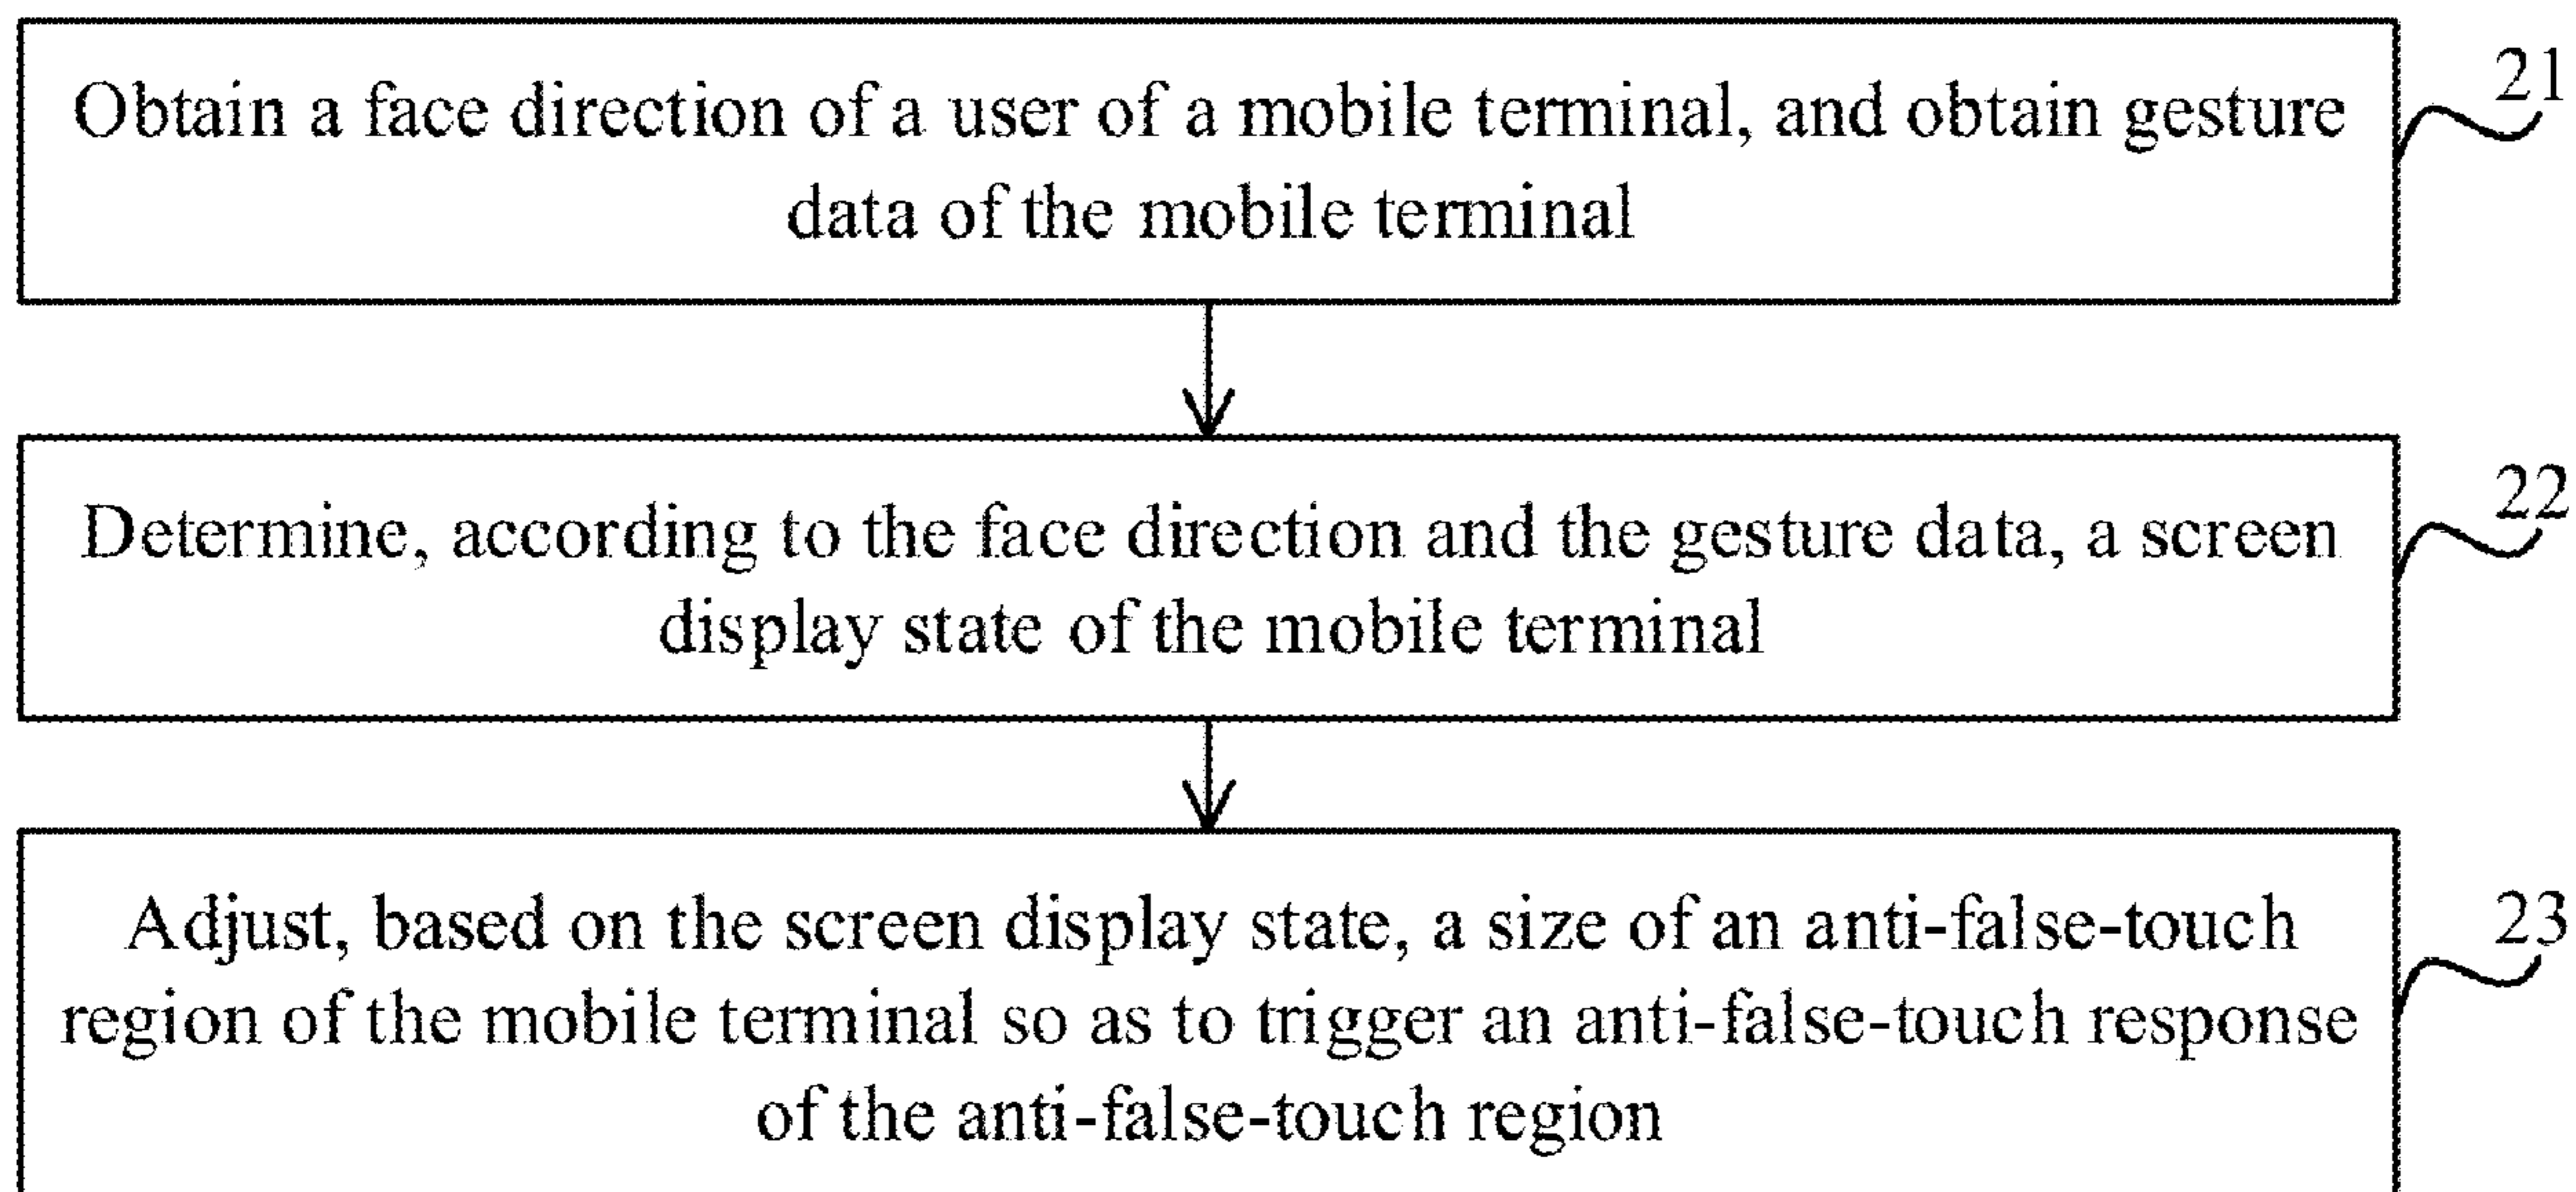 Obtain a face direction of a user of a mobile terminal, and obtain gesture
data of the mobile terminal
21
Determine, according to the face direction and the gesture data, a screen
display state of the mobile terminal
22
Adjust, based on the screen display state, a size of an anti-false-touch
region of the mobile terminal so as to trigger an anti-false-touch response
of the anti-false-touch region
23